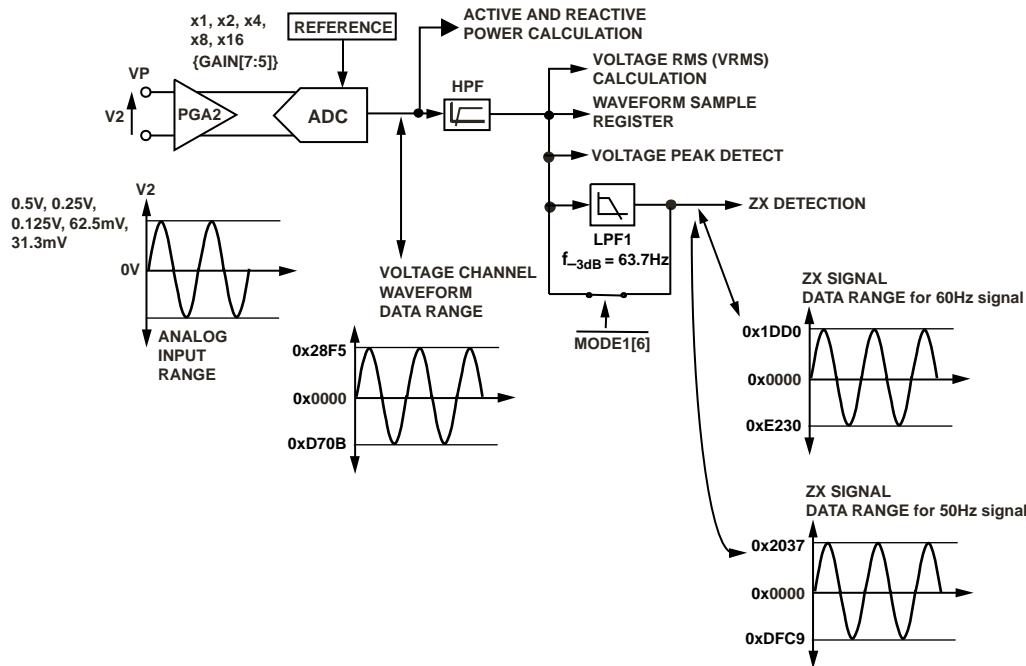 x1, x2, x4,
x8, x16
{GAIN[7:5]}
REFERENCE
ACTIVE AND REACTIVE
POWER CALCULATION
VP
V2
PGA2
ADC
HPF
VOLTAGE RMS (VRMS)
CALCULATION
WAVEFORM SAMPLE
REGISTER
VOLTAGE PEAK DETECT
ZX DETECTION
LPF1
f–3dB = 63.7Hz
MODE1[6]
V2
0.5V, 0.25V,
0.125V, 62.5mV,
31.3mV
0V
ANALOG
INPUT
RANGE
VOLTAGE CHANNEL
WAVEFORM
DATA RANGE
0x28F5
0x0000
0xD70B
ZX SIGNAL
DATA RANGE for 60Hz signal
0x1DD0
0x0000
0xE230
ZX SIGNAL
DATA RANGE for 50Hz signal
0x2037
0x0000
0xDFC9